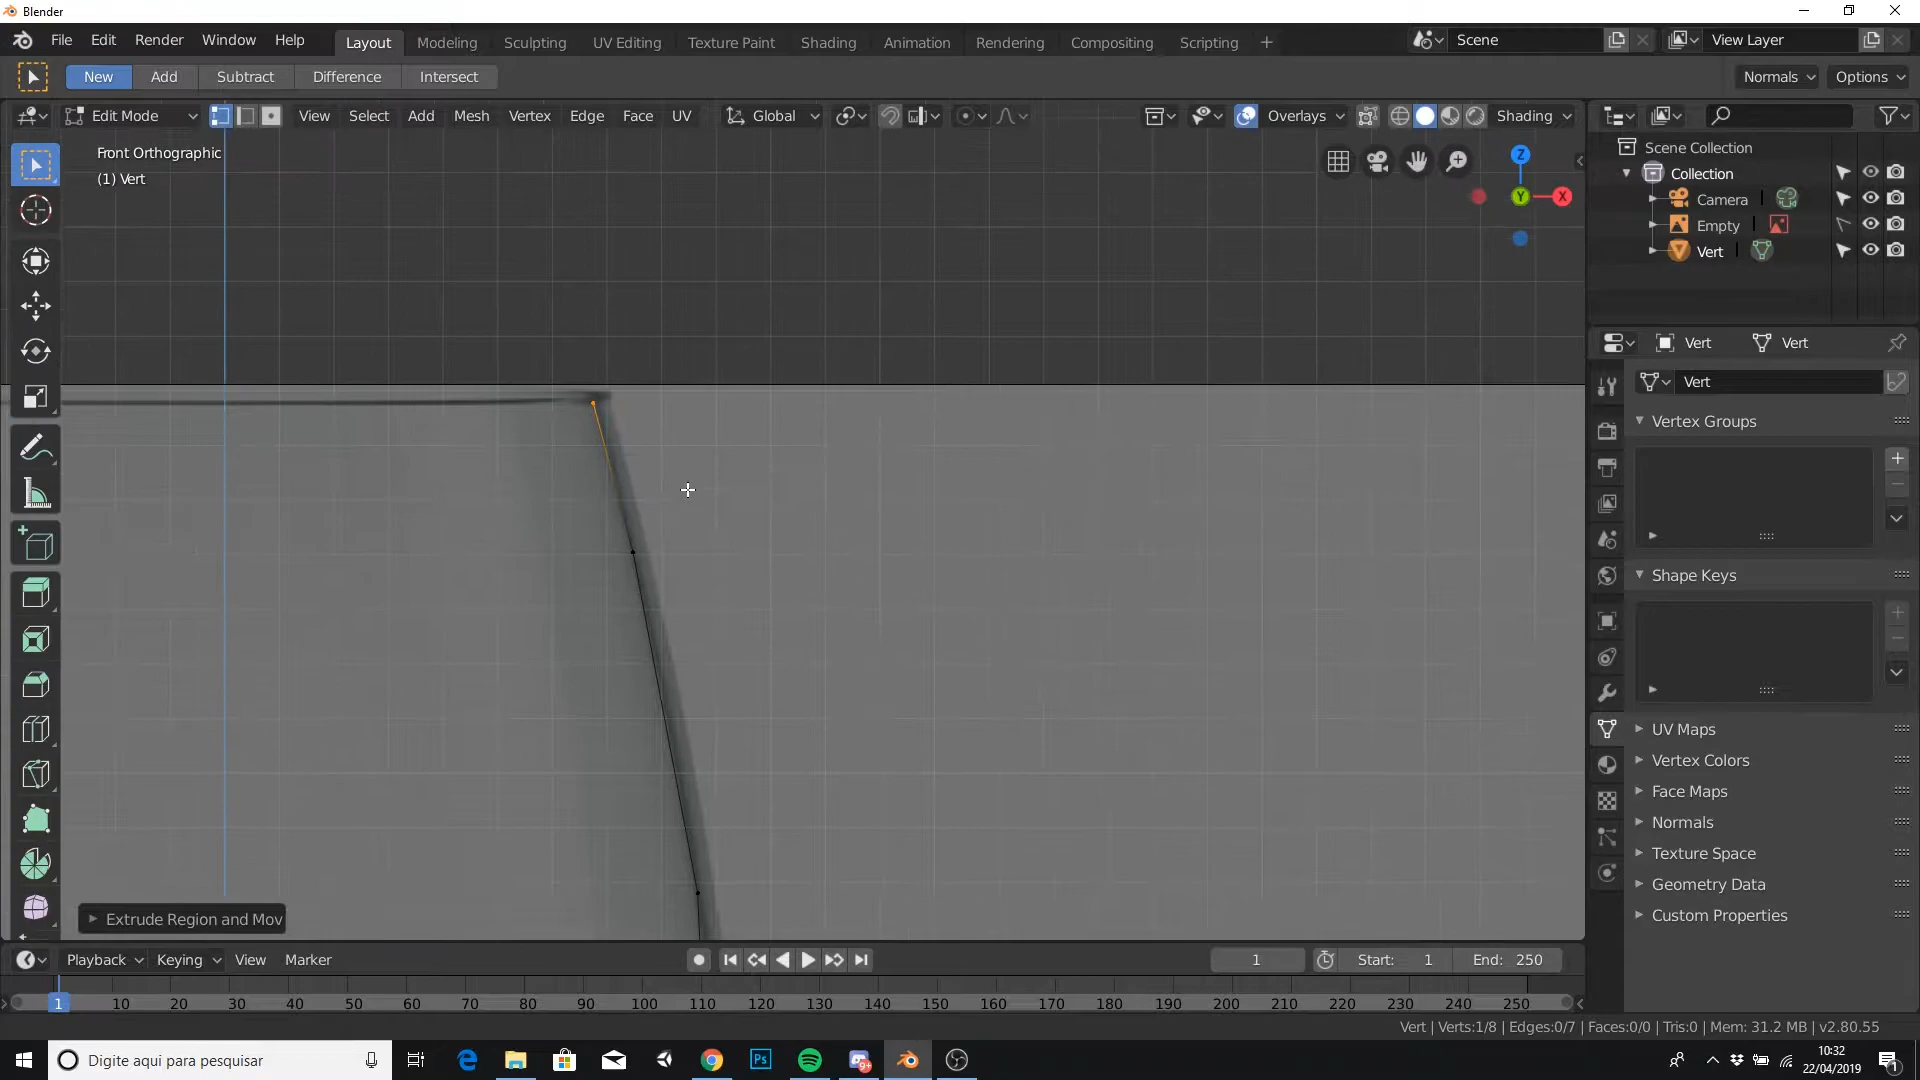 Blender
File Edit Render Window Help Layout Modeling Sculpting UV Editing Texture Paint Shading Animation Rendering Compositing Scripting + Scene View Layer
New Add Subtract Difference Intersect Normals Options
Edit Mode View Select Add Mesh Vertex Edge Face UV Global Overlays Shading
Front Orthographic
(1) Vert
Z
Y
X
Scene Collection
Collection
Camera
Empty
Vert
Vert Vert
Vert
Vertex Groups
Shape Keys
UV Maps
Vertex Colors
Face Maps
Normals
Texture Space
Geometry Data
Custom Properties
Extrude Region and Mov
Playback Keying View Marker 1 Start: 1 End: 250
1 10 20 30 40 50 60 70 80 90 100 110 120 130 140 150 160 170 180 190 200 210 220 230 240 250
Vert | Verts:1/8 | Edges:0/7 | Faces:0/0 | Tris:0 | Mem: 31.2 MB | v2.80.55
Digite aqui para pesquisar
Ps
9+
10:32
22/04/2019
1